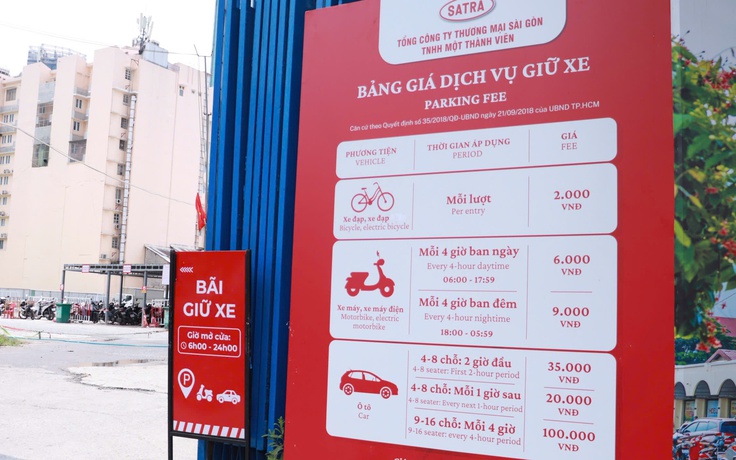 SATRA
TỔNG CÔNG TY THƯƠNG MẠI SÀI GÒN
TNHH MỘT THÀNH VIÊN
BẢNG GIÁ DỊCH VỤ GIỮ XE
PARKING FEE
Căn cứ theo Quyết định số 35/2018/QĐ-UBND ngày 21/09/2018 của UBND TP.HCM
PHƯƠNG TIỆN
VEHICLE
THỜI GIAN ÁP DỤNG
PERIOD
GIÁ
FEE
Xe đạp, xe đạp
Bicycle, electric bicycle
Mỗi lượt
Per entry
2.000
VNĐ
Xe máy, xe máy điện
Motorbike, electric
motorbike
Mỗi 4 giờ ban ngày
Every 4-hour daytime
06:00 - 17:59
6.000
VNĐ
Mỗi 4 giờ ban đêm
Every 4-hour nighttime
18:00 - 05:59
9.000
VNĐ
Ô tô
Car
4-8 chỗ: 2 giờ đầu
4-8 seater: First 2-hour period
35.000
VNĐ
4-8 chỗ: Mỗi 1 giờ sau
4-8 seater: Every next 1-hour period
20.000
VNĐ
9-16 chỗ: Mỗi 4 giờ
9-16 seater: every 4-hour period
100.000
VNĐ
BÃI
GIỮ XE
Giờ mở cửa:
6h00 - 24h00
P